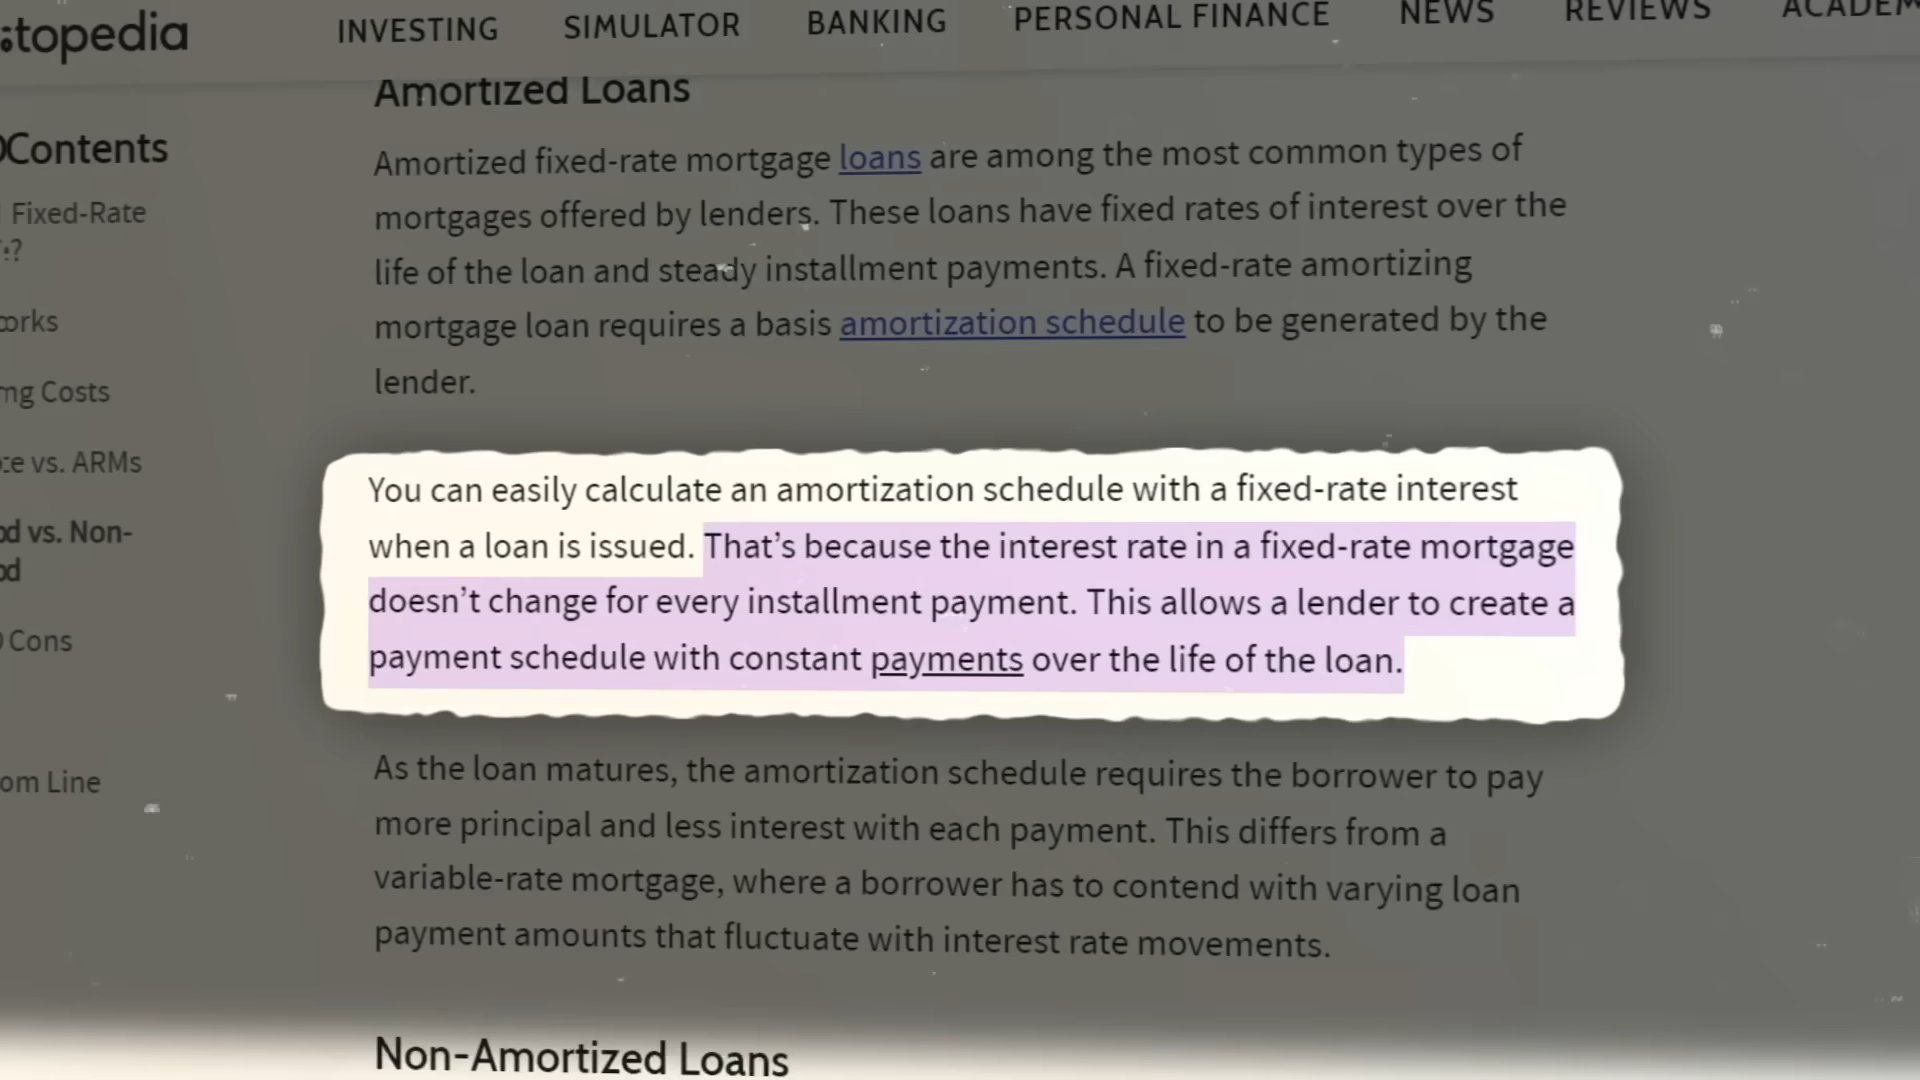 INVESTING SIMULATOR BANKING PERSONAL FINANCE NEWS REVIEWS
Contents
Fixed-Rate
Costs
vs. ARMs
vs. Non-
Cons
Line
Amortized Loans
Amortized fixed-rate mortgage loans are among the most common types of
mortgages offered by lenders. These loans have fixed rates of interest over the
life of the loan and steady installment payments. A fixed-rate amortizing
mortgage loan requires a basis amortization schedule to be generated by the
lender.
You can easily calculate an amortization schedule with a fixed-rate interest
when a loan is issued. That’s because the interest rate in a fixed-rate mortgage
doesn’t change for every installment payment. This allows a lender to create a
payment schedule with constant payments over the life of the loan.
As the loan matures, the amortization schedule requires the borrower to pay
more principal and less interest with each payment. This differs from a
variable-rate mortgage, where a borrower has to contend with varying loan
payment amounts that fluctuate with interest rate movements.
Non-Amortized Loans